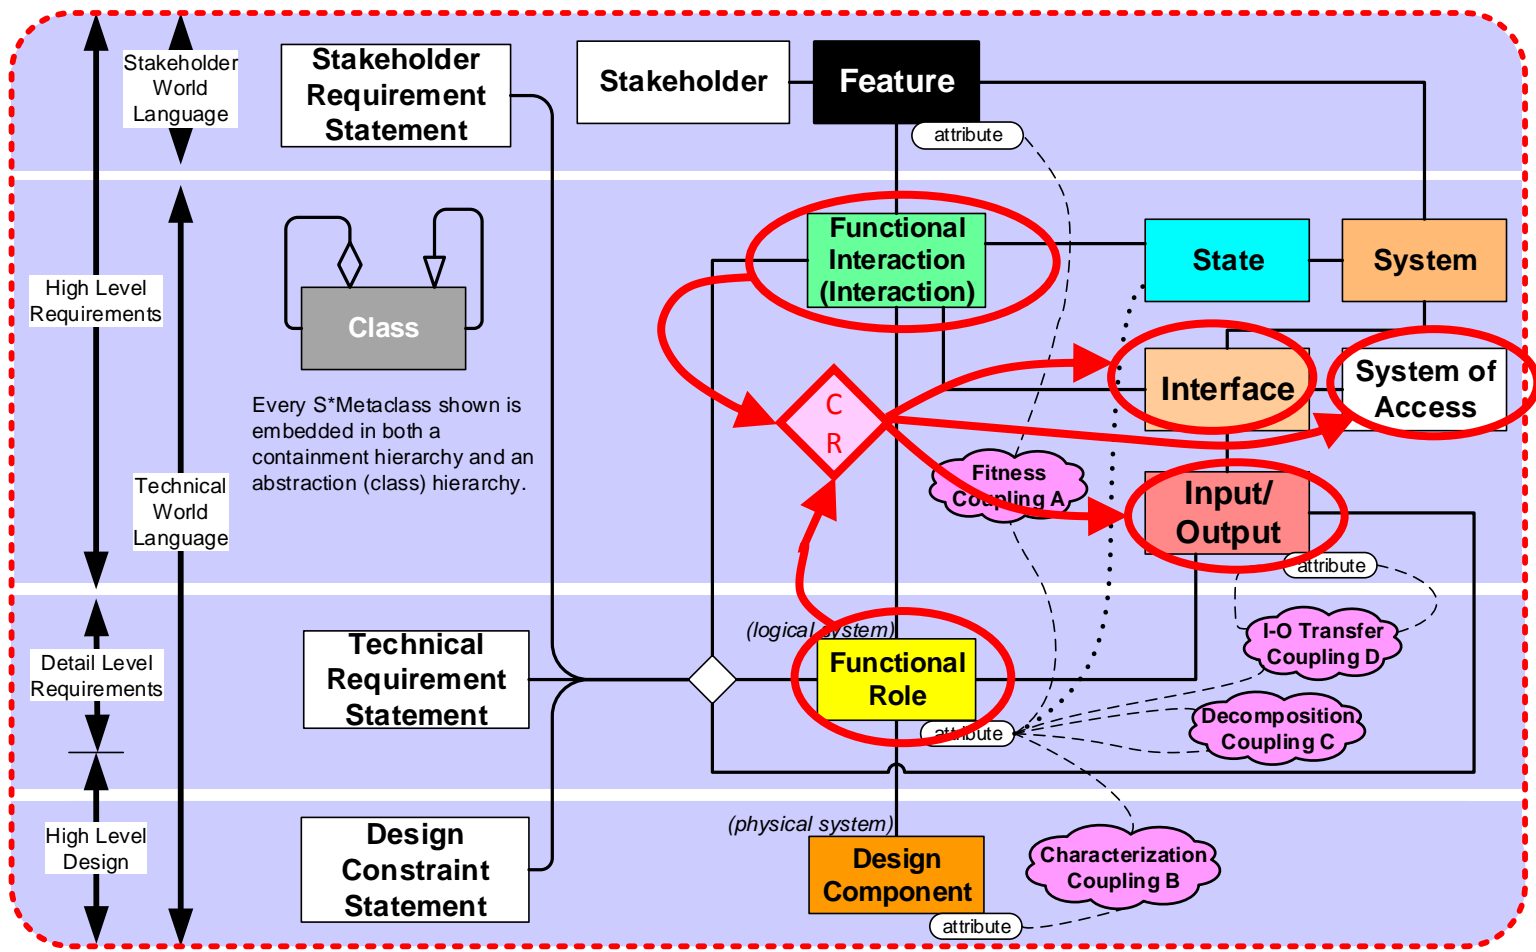 Stakeholder
World
Language
Stakeholder
Requirement
Statement
Stakeholder
Feature
attribute
High Level
Requirements
Class
Every S*Metaclass shown is
embedded in both a
containment hierarchy and an
abstraction (class) hierarchy.
Functional
Interaction
(Interaction)
State
System
Interface
System of
Access
C
R
Technical
World
Language
Fitness
Coupling A
Input/
Output
attribute
Detail Level
Requirements
Technical
Requirement
Statement
(logical system)
Functional
Role
attribute
I-O Transfer
Coupling D
Decomposition
Coupling C
High Level
Design
Design
Constraint
Statement
(physical system)
Design
Component
attribute
Characterization
Coupling B